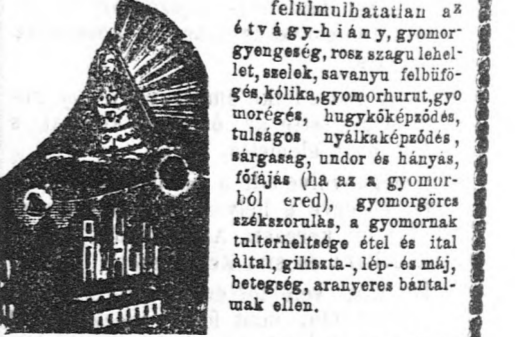 felülmulhatatlan az
étvágy-hiány, gyomor-
gyengeség, rosz szagu lehel-
let, szelek, savanyu felbüfö-
gés, kólika, gyomorhurut, gyo
morégés, hugykőképződés,
tulságos nyálkaképződés,
sárgaság, undor és hányás,
főfájás (ha az a gyomor-
ból ered), gyomorgörcs
székszorulás, a gyomornak
tulterheltsége étel és ital
által, giliszta-, lép- és máj,
betegség, aranyeres bántal-
mak ellen.